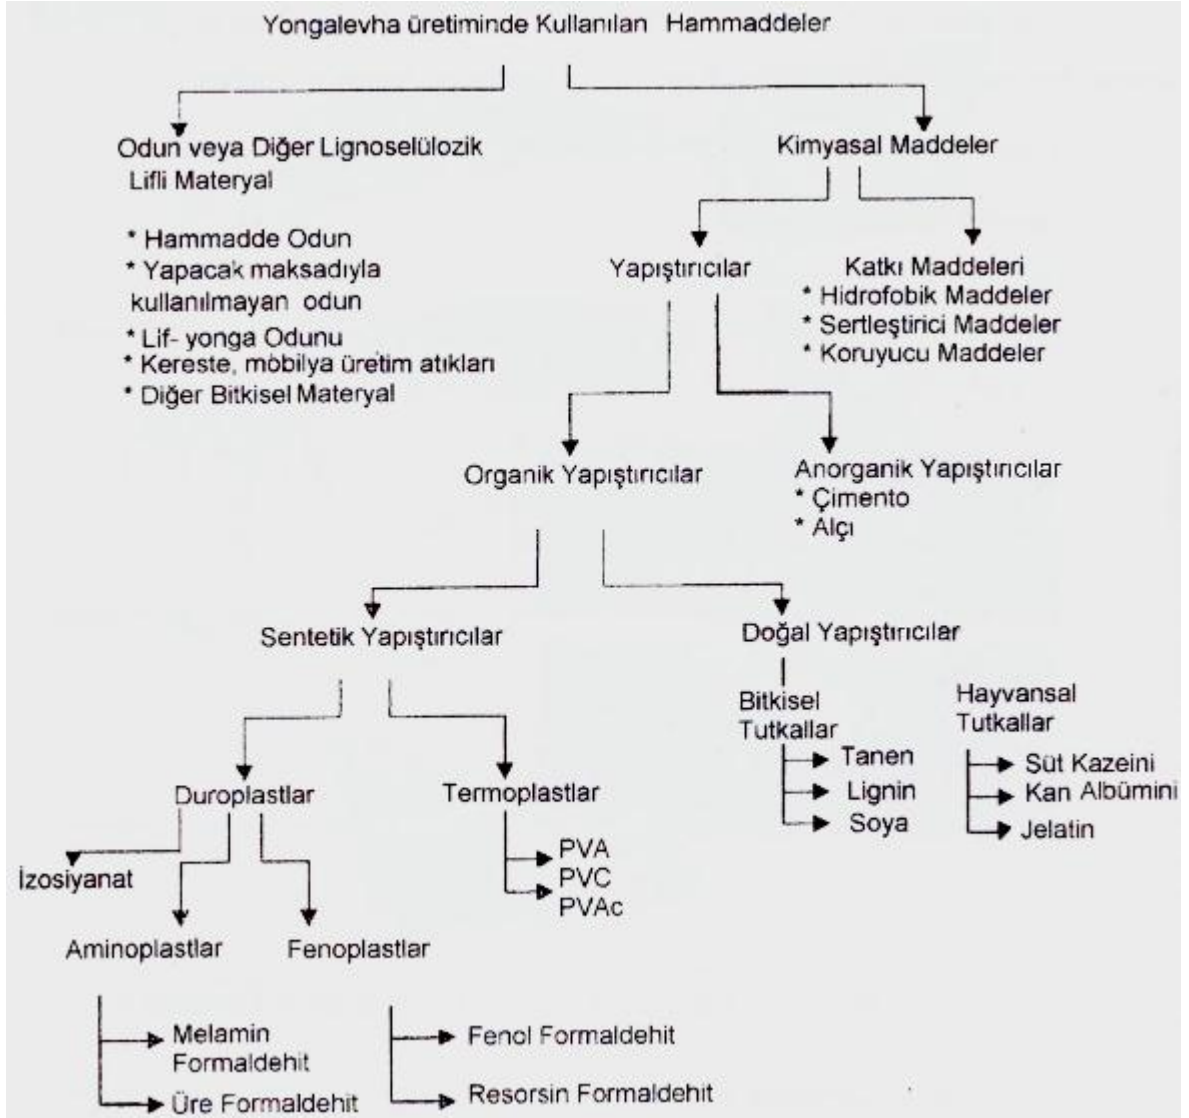 Yongalevha üretiminde Kullanılan Hammaddeler
Odun veya Diğer Lignoselülozik
Lifli Materyal
* Hammadde Odun
* Yapacak maksadıyla
kullanılmayan odun
* Lif- yonga Odunu
* Kereste, mobilya üretim atıkları
* Diğer Bitkisel Materyal
Kimyasal Maddeler
Yapıştırıcılar
Katkı Maddeleri
* Hidrofobik Maddeler
* Sertleştirici Maddeler
* Koruyucu Maddeler
Organik Yapıştırıcılar
Anorganik Yapıştırıcılar
* Çimento
* Alçı
Sentetik Yapıştırıcılar
Doğal Yapıştırıcılar
Bitkisel
Tutkallar
Tanen
Lignin
Soya
Hayvansal
Tutkallar
Süt Kazeini
Kan Albümini
Jelatin
Duroplastlar
Termoplastlar
PVA
PVC
PVAc
İzosiyanat
Aminoplastlar
Fenoplastlar
Melamin
Formaldehit
Üre Formaldehit
Fenol Formaldehit
Resorsin Formaldehit